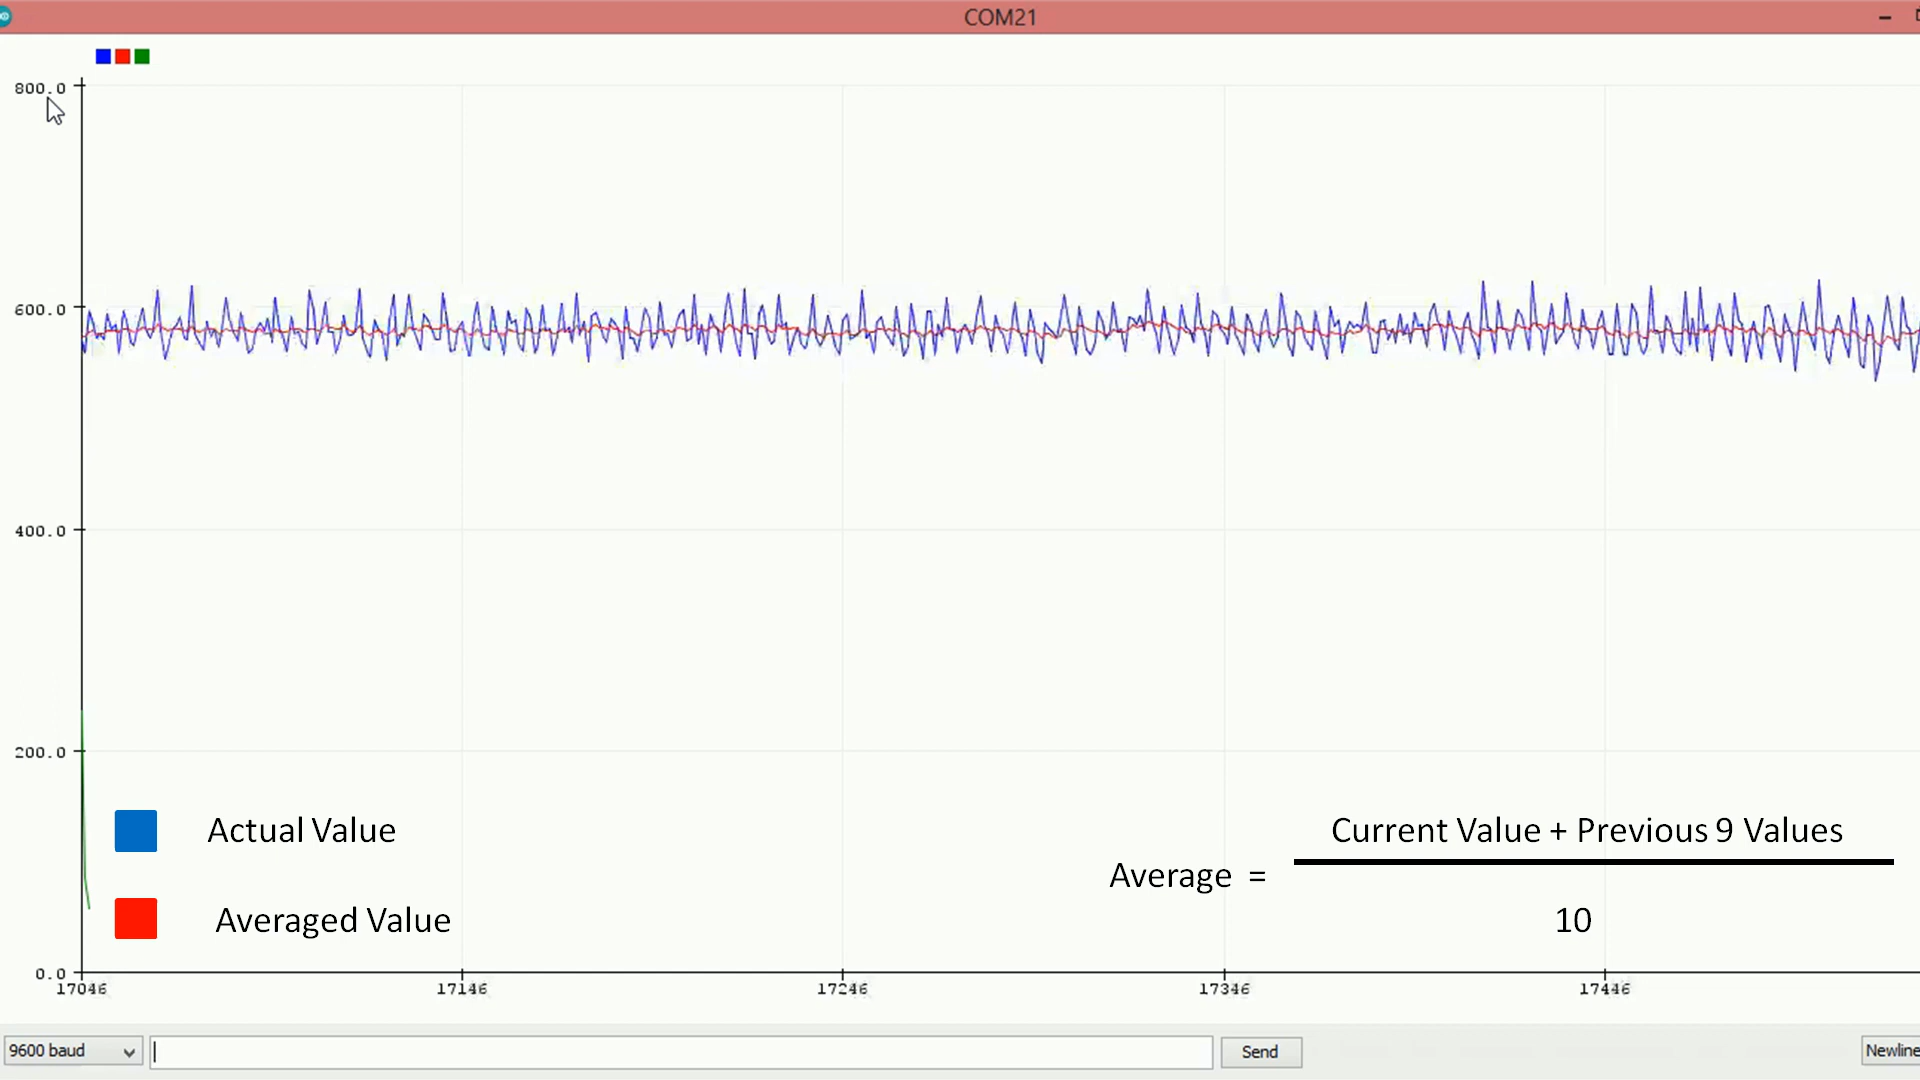 COM21
800.0
600.0
400.0
200.0
0.0
Actual Value
Averaged Value
Average =
Current Value + Previous 9 Values
10
17046
17146
17246
17346
17446
9600 baud
Send
Newline